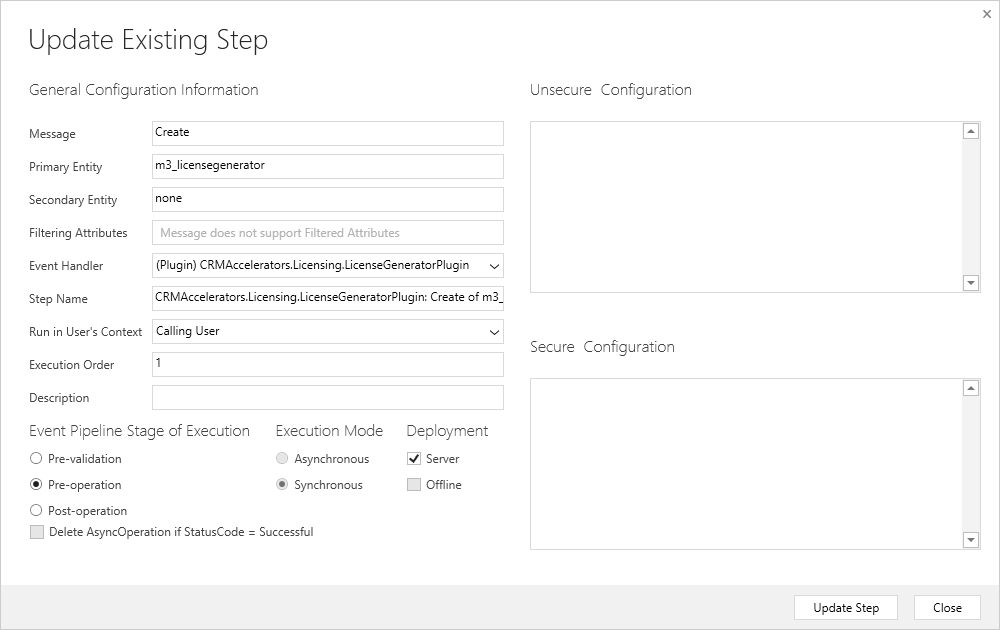 Update Existing Step
General Configuration Information
Message
Create
Primary Entity
m3_licensegenerator
Secondary Entity
none
Filtering Attributes
Message does not support Filtered Attributes
Event Handler
(Plugin) CRMAccelerators.Licensing.LicenseGeneratorPlugin
Step Name
CRMAccelerators.Licensing.LicenseGeneratorPlugin: Create of m3_
Run in User's Context
Calling User
Execution Order
1
Description
Event Pipeline Stage of Execution
Pre-validation
Pre-operation
Post-operation
Delete AsyncOperation if StatusCode = Successful
Execution Mode
Asynchronous
Synchronous
Deployment
Server
Offline
Unsecure Configuration
Secure Configuration
Update Step
Close